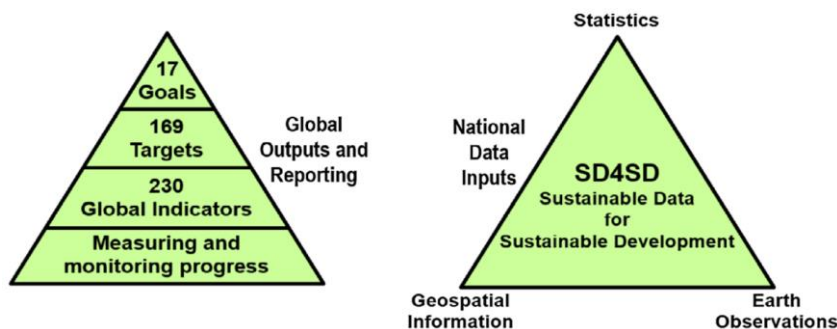 17
Goals
169
Targets
230
Global Indicators
Measuring and
monitoring progress
Global
Outputs and
Reporting
Statistics
National
Data
Inputs
SD4SD
Sustainable Data
for
Sustainable Development
Geospatial
Information
Earth
Observations